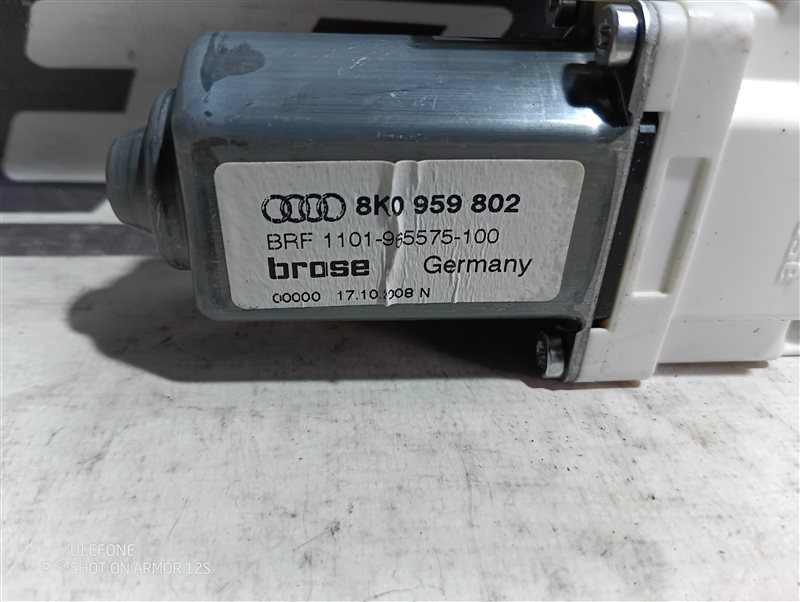 8K0 959 802
BRF 1101-965575-100
brose Germany
00000 17.10.2008 N
ULEFONE
SHOT ON ARMOR 12S